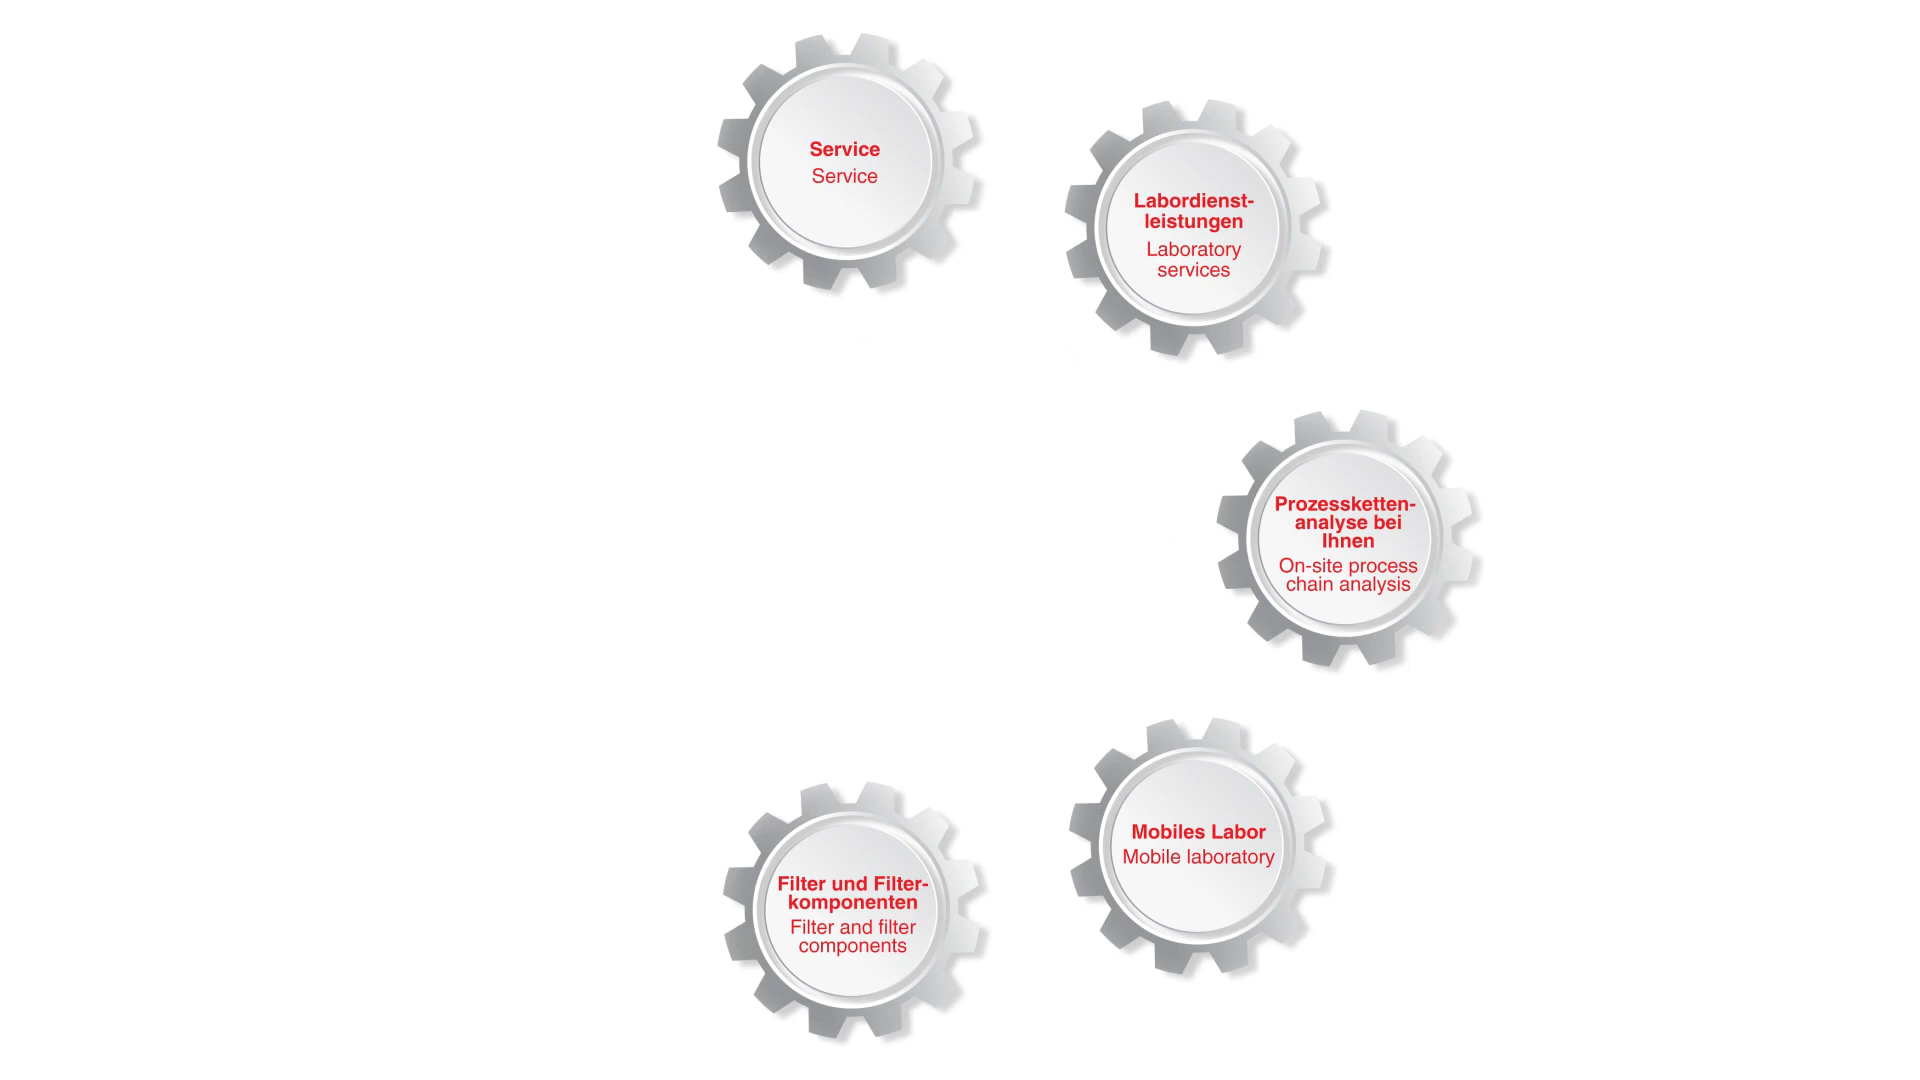 Service
Service
Labordienst-
leistungen
Laboratory
services
Prozessketten-
analyse bei
Ihnen
On-site process
chain analysis
Mobiles Labor
Mobile laboratory
Filter und Filter-
komponenten
Filter and filter
components